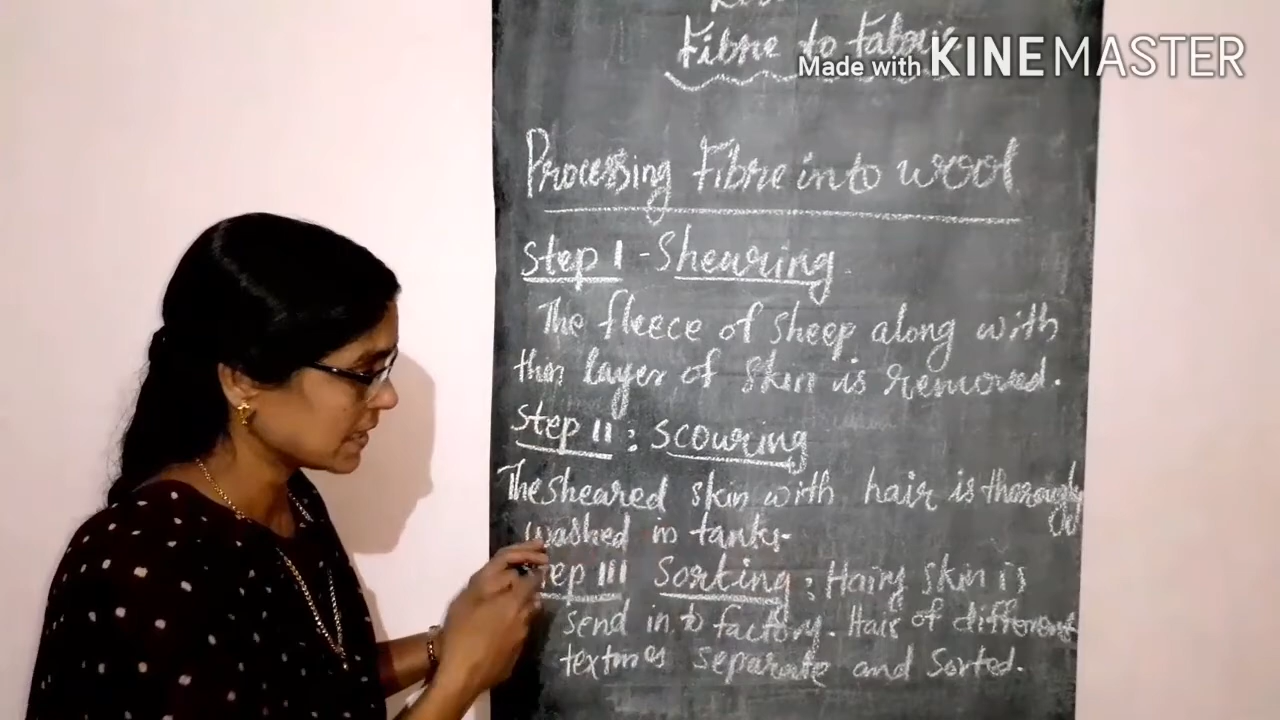 Fibre to Fabric
Made with KINEMASTER
Processing Fibre into wool
Step I - Shearing.
The fleece of sheep along with
thin layer of skin is removed.
Step II : Scouring
The sheared skin with hair is thoroughly
washed in tanks.
Step III Sorting : Hairy skin is
send in to factory. Hair of different
textures separate and sorted.